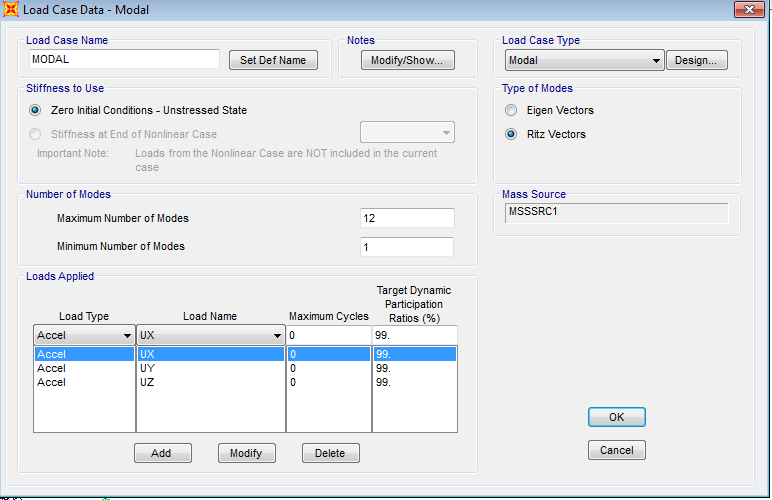 Load Case Data - Modal
Load Case Name
MODAL
Set Def Name
Notes
Modify/Show...
Load Case Type
Modal
Design...
Stiffness to Use
Zero Initial Conditions - Unstressed State
Stiffness at End of Nonlinear Case
Important Note: Loads from the Nonlinear Case are NOT included in the current
case
Type of Modes
Eigen Vectors
Ritz Vectors
Number of Modes
Maximum Number of Modes 12
Minimum Number of Modes 1
Mass Source
MSSSRC1
Loads Applied
Load Type
Load Name
Maximum Cycles
Target Dynamic
Participation
Ratios (%)
Accel UX 0 99.
Accel UX 0 99.
Accel UY 0 99.
Accel UZ 0 99.
Add
Modify
Delete
OK
Cancel